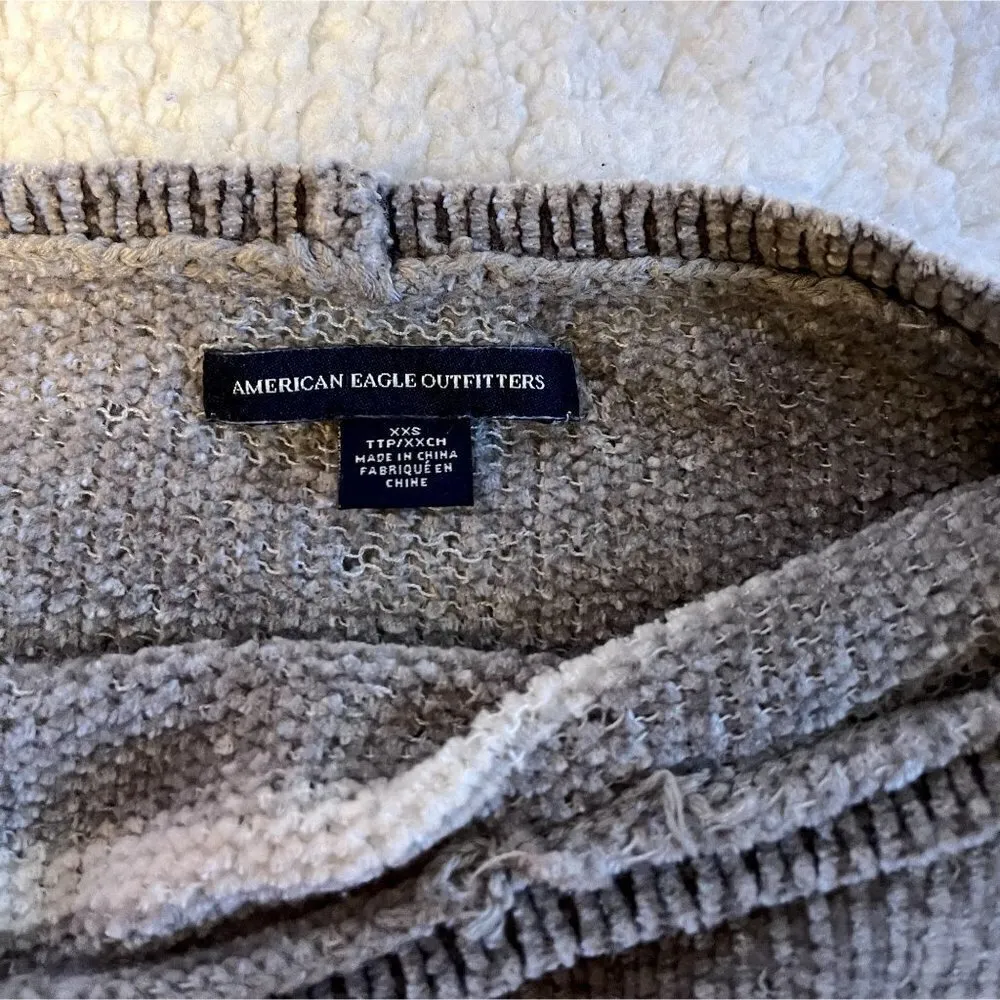 AMERICAN EAGLE OUTFITTERS
XXS
TTP/XXCH
MADE IN CHINA
FABRIQUÉ EN
CHINE